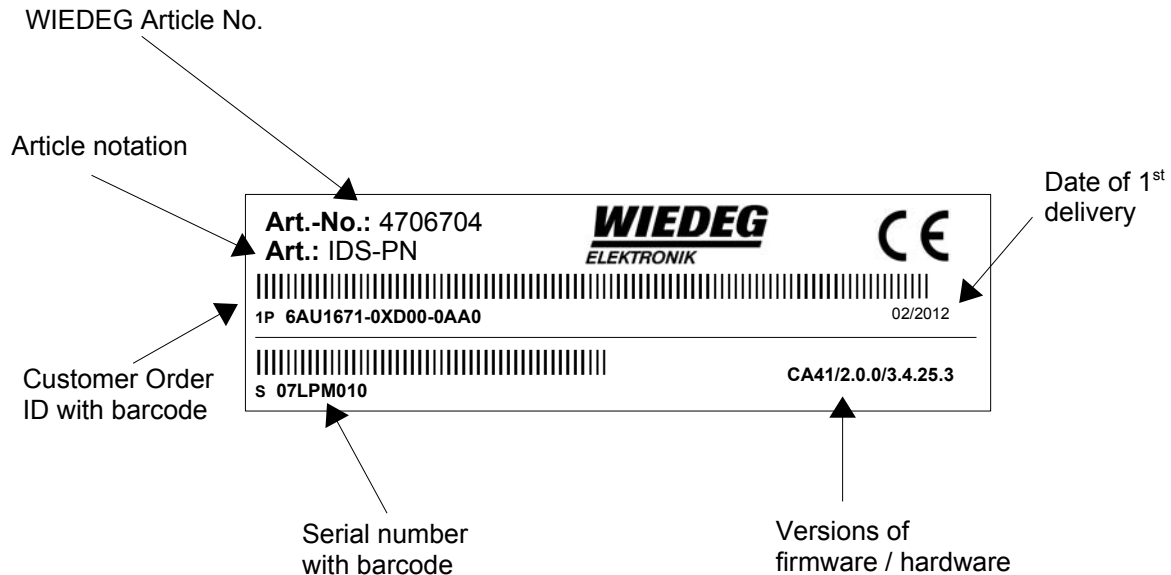 WIEDEG Article No.
Article notation
Date of 1st
delivery
Art.-No.: 4706704
Art.: IDS-PN
WIEDEG
ELEKTRONIK
CE
1P 6AU1671-0XD00-0AA0
02/2012
S 07LPM010
CA41/2.0.0/3.4.25.3
Customer Order
ID with barcode
Serial number
with barcode
Versions of
firmware / hardware